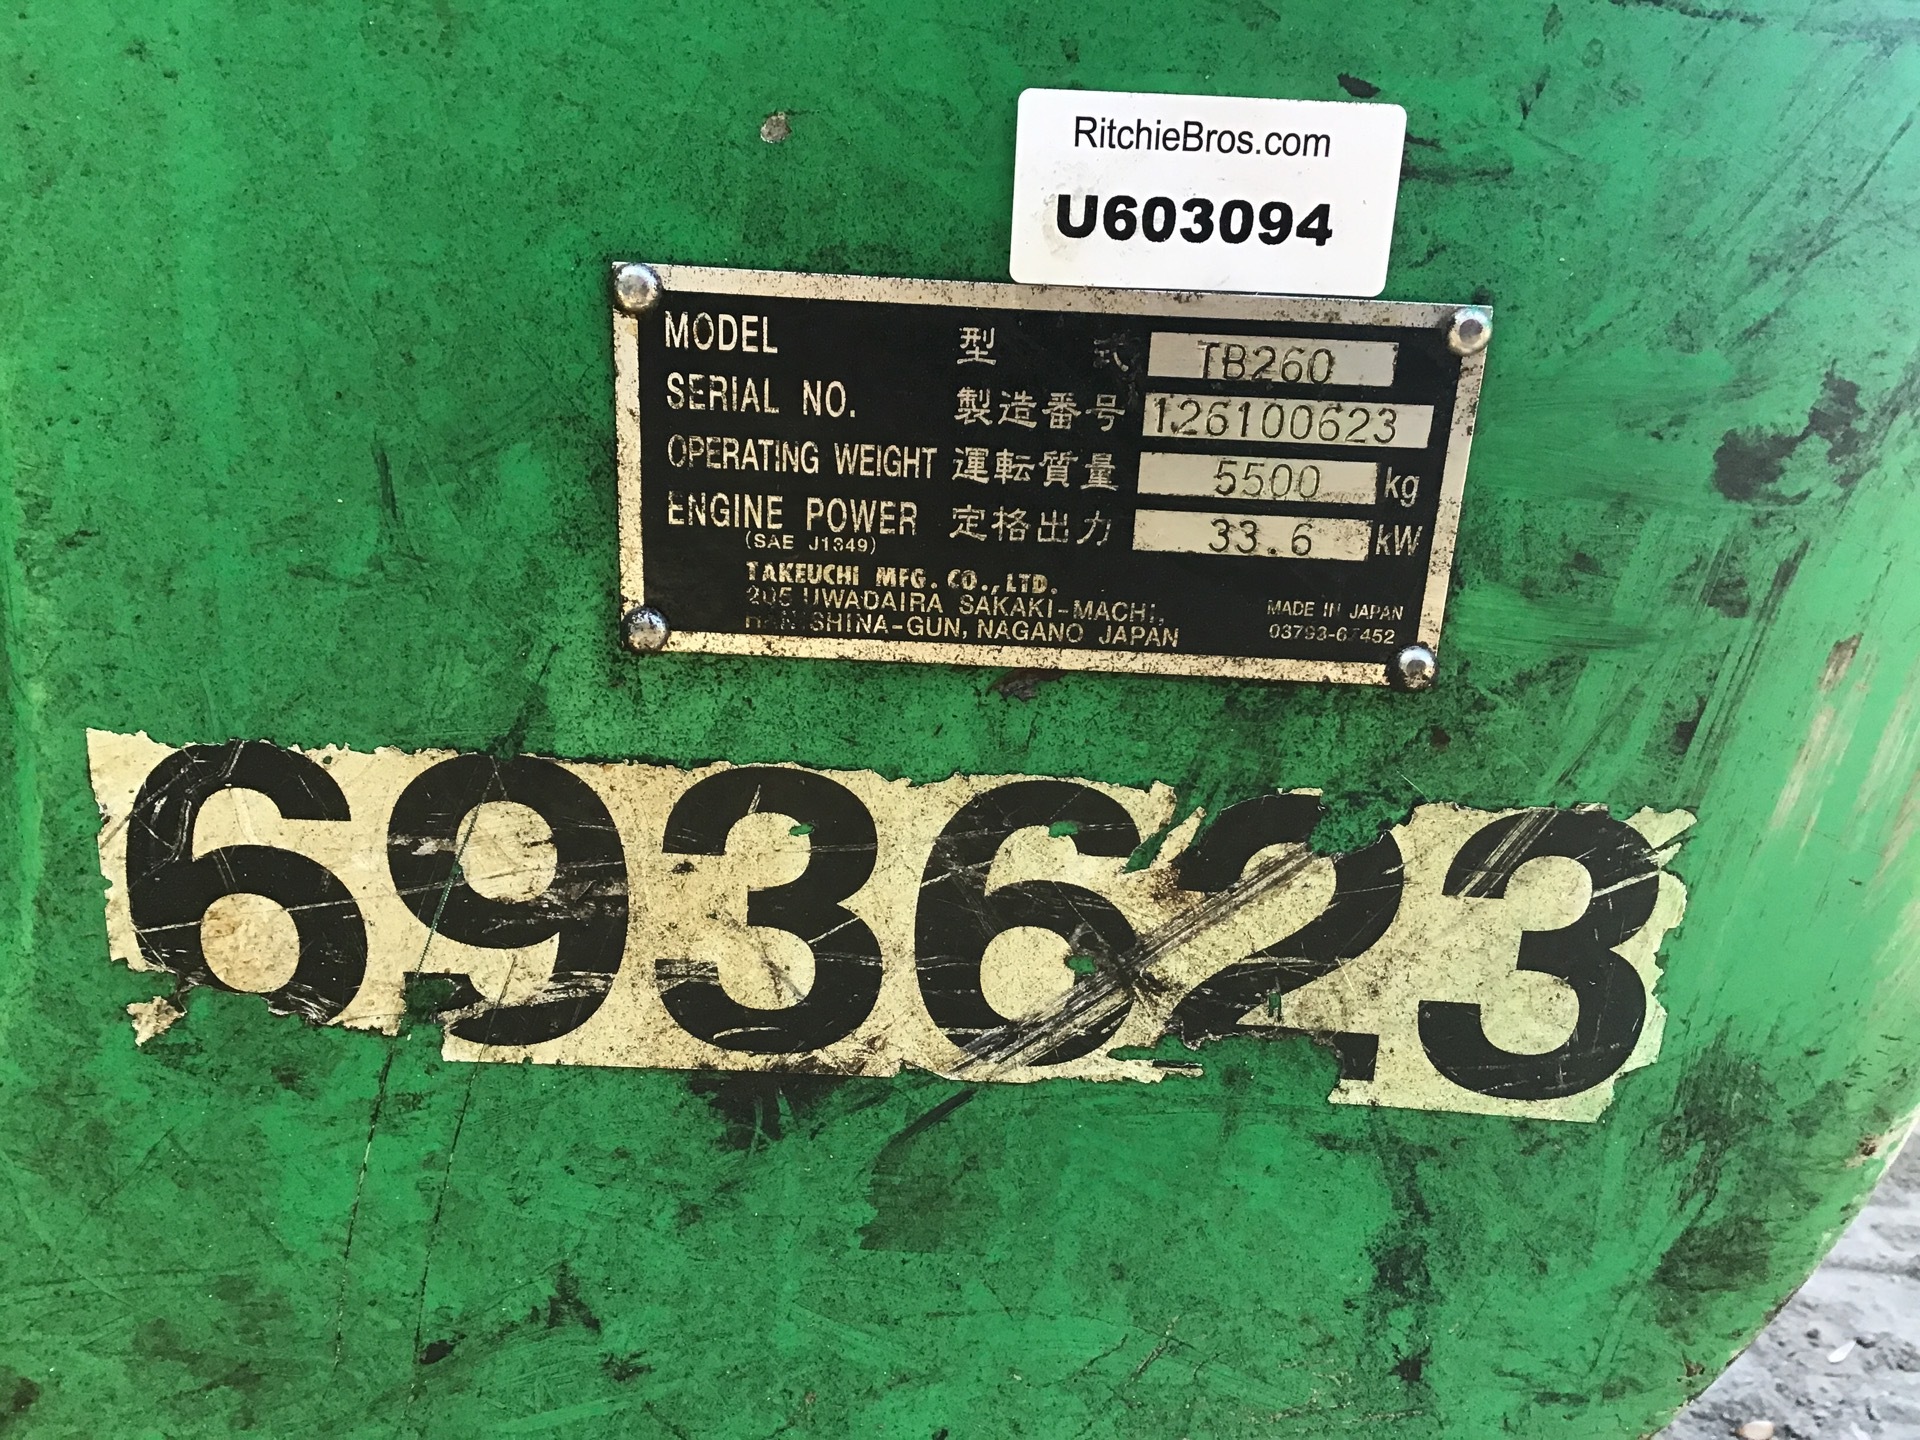 RitchieBros.com
U603094
MODEL 型 式 TB260
SERIAL NO. 製造番号 126100623
OPERATING WEIGHT 運転質量 5500 kg
ENGINE POWER 定格出力 33.6 kW
(SAE J1349)
TAKEUCHI MFG. CO., LTD.
205 UWADAIRA SAKAKI-MACHI,
HANISHINA-GUN, NAGANO JAPAN
MADE IN JAPAN
693623